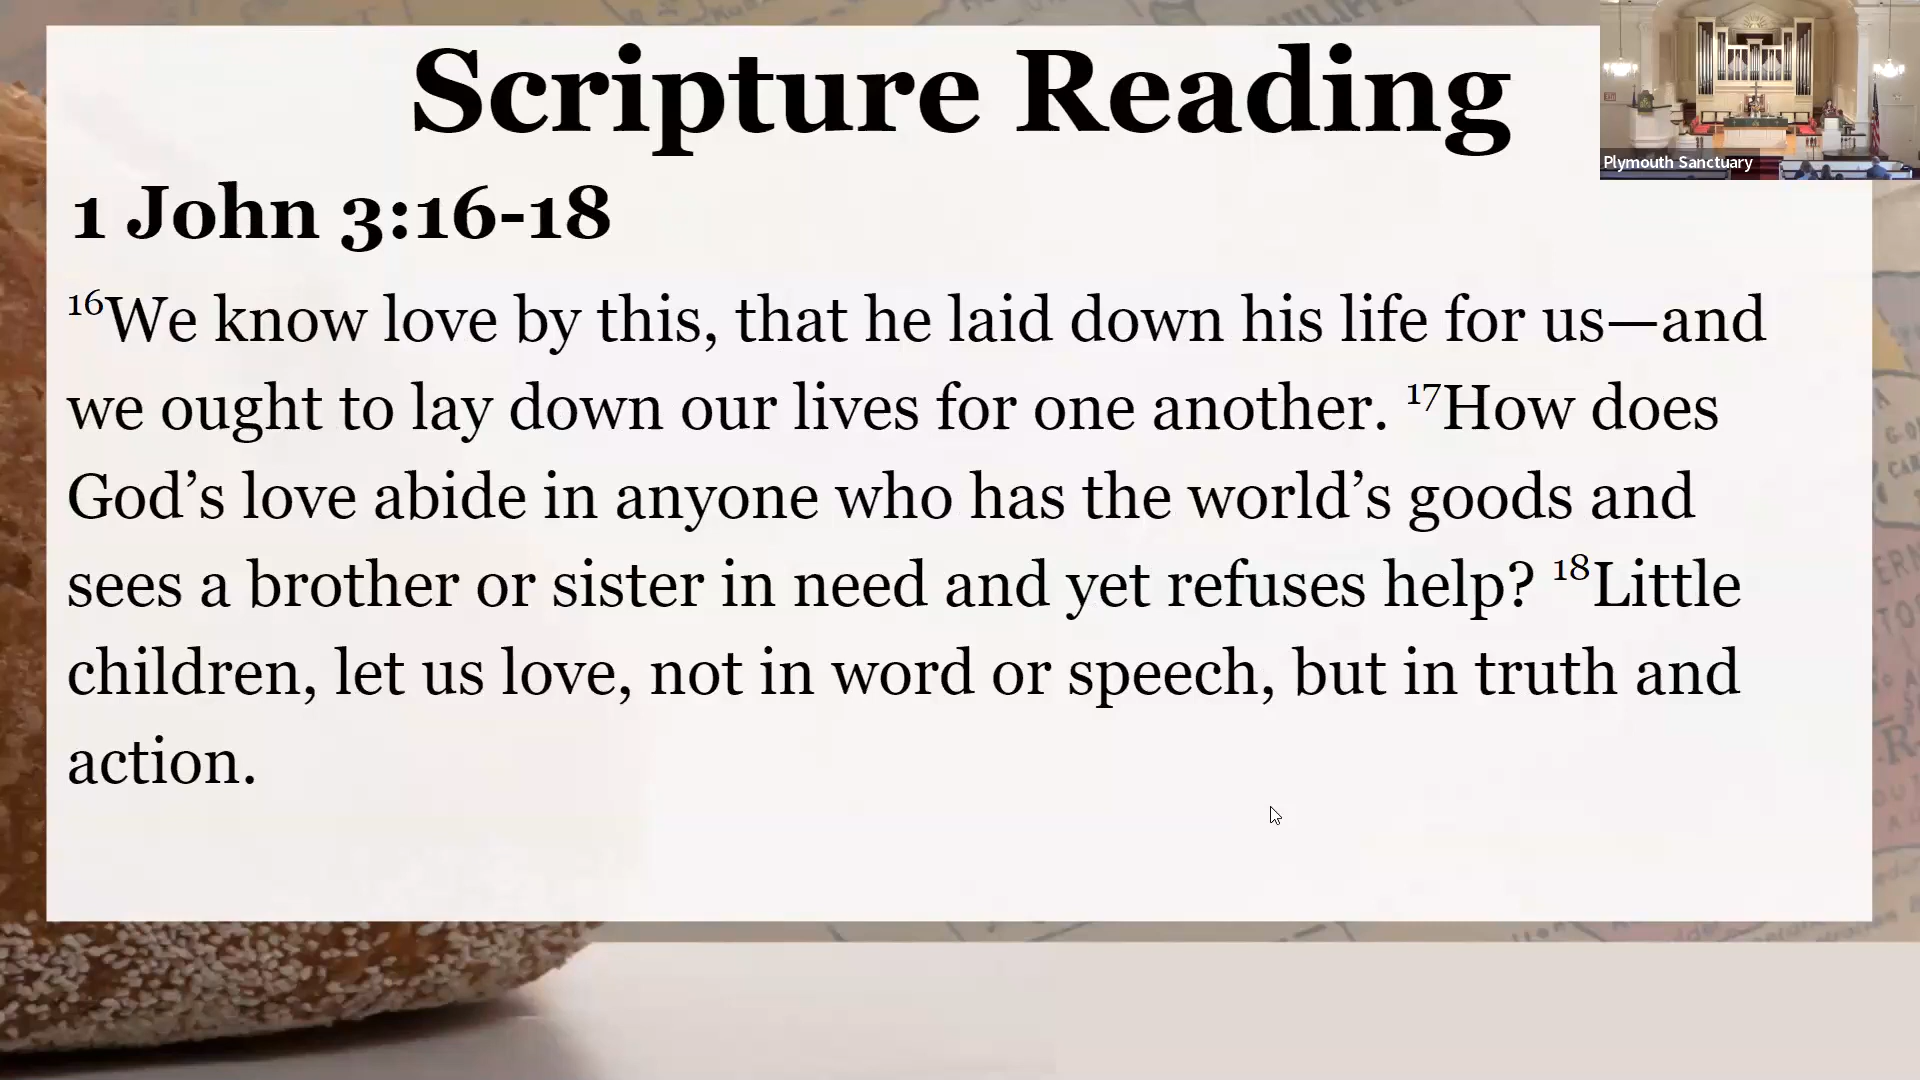 Scripture Reading
Plymouth Sanctuary
1 John 3:16-18
16We know love by this, that he laid down his life for us—and
we ought to lay down our lives for one another. 17How does
God’s love abide in anyone who has the world’s goods and
sees a brother or sister in need and yet refuses help? 18Little
children, let us love, not in word or speech, but in truth and
action.